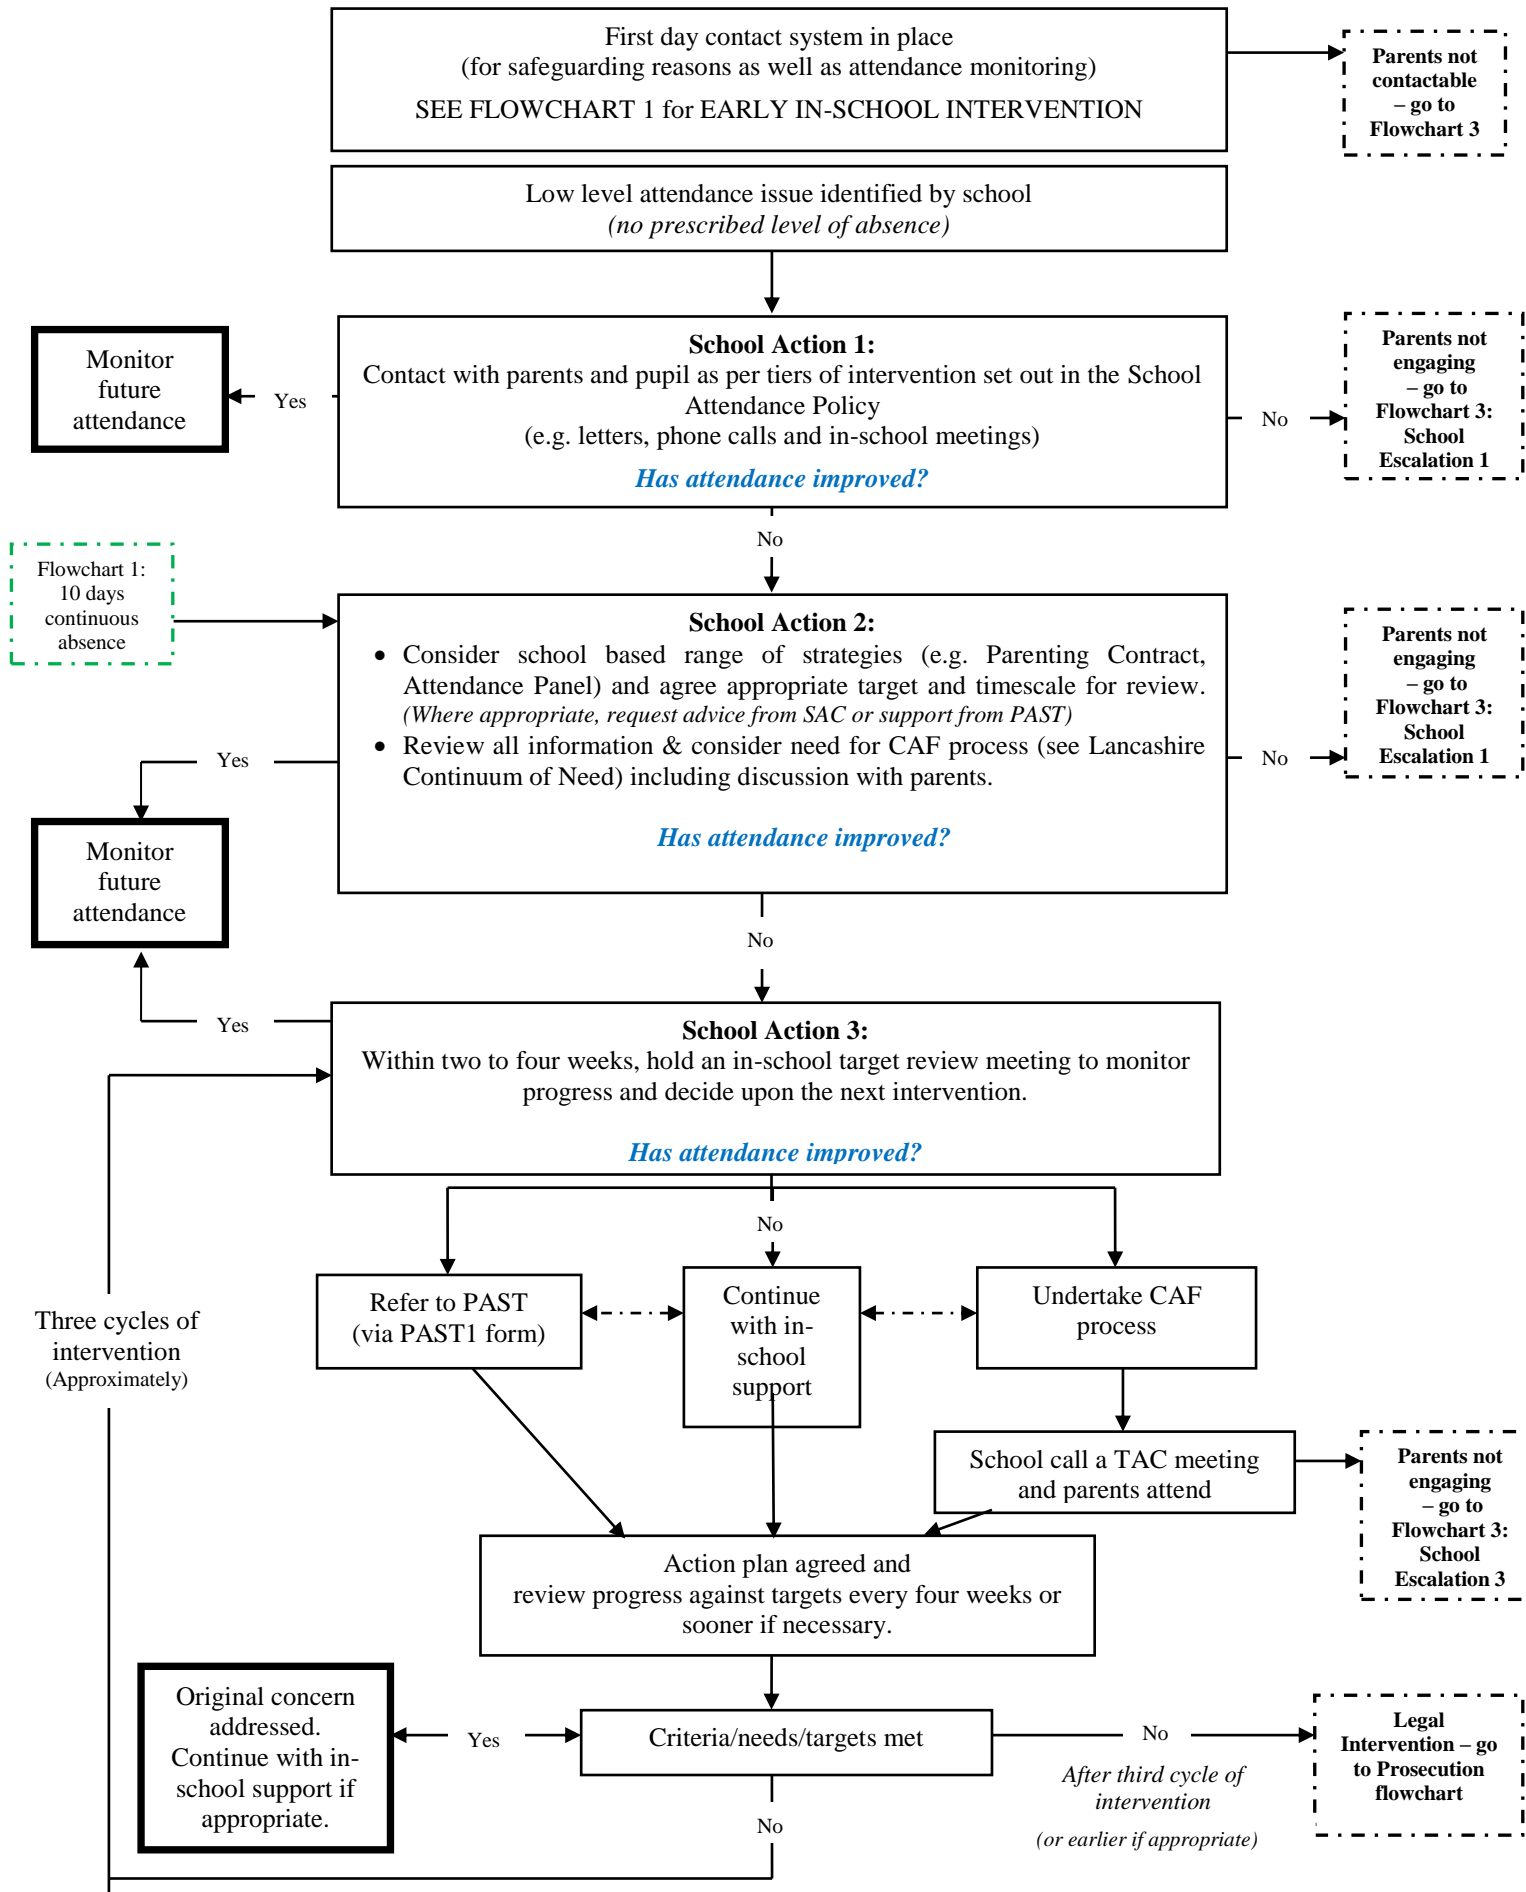 First day contact system in place
(for safeguarding reasons as well as attendance monitoring)
SEE FLOWCHART 1 for EARLY IN-SCHOOL INTERVENTION
Parents not
contactable
– go to
Flowchart 3
Low level attendance issue identified by school
(no prescribed level of absence)
Monitor
future
attendance
Yes
School Action 1:
Contact with parents and pupil as per tiers of intervention set out in the School
Attendance Policy
(e.g. letters, phone calls and in-school meetings)
Has attendance improved?
No
Parents not
engaging
– go to
Flowchart 3:
School
Escalation 1
No
Flowchart 1:
10 days
continuous
absence
School Action 2:
• Consider school based range of strategies (e.g. Parenting Contract,
Attendance Panel) and agree appropriate target and timescale for review.
(Where appropriate, request advice from SAC or support from PAST)
• Review all information & consider need for CAF process (see Lancashire
Continuum of Need) including discussion with parents.
Has attendance improved?
No
Parents not
engaging
– go to
Flowchart 3:
School
Escalation 1
Yes
Monitor
future
attendance
No
Yes
School Action 3:
Within two to four weeks, hold an in-school target review meeting to monitor
progress and decide upon the next intervention.
Has attendance improved?
No
Three cycles of
intervention
(Approximately)
Refer to PAST
(via PAST1 form)
Continue
with in-
school
support
Undertake CAF
process
School call a TAC meeting
and parents attend
Parents not
engaging
– go to
Flowchart 3:
School
Escalation 3
Action plan agreed and
review progress against targets every four weeks or
sooner if necessary.
Original concern
addressed.
Continue with in-
school support if
appropriate.
Yes
Criteria/needs/targets met
No
After third cycle of
intervention
(or earlier if appropriate)
Legal
Intervention – go
to Prosecution
flowchart
No